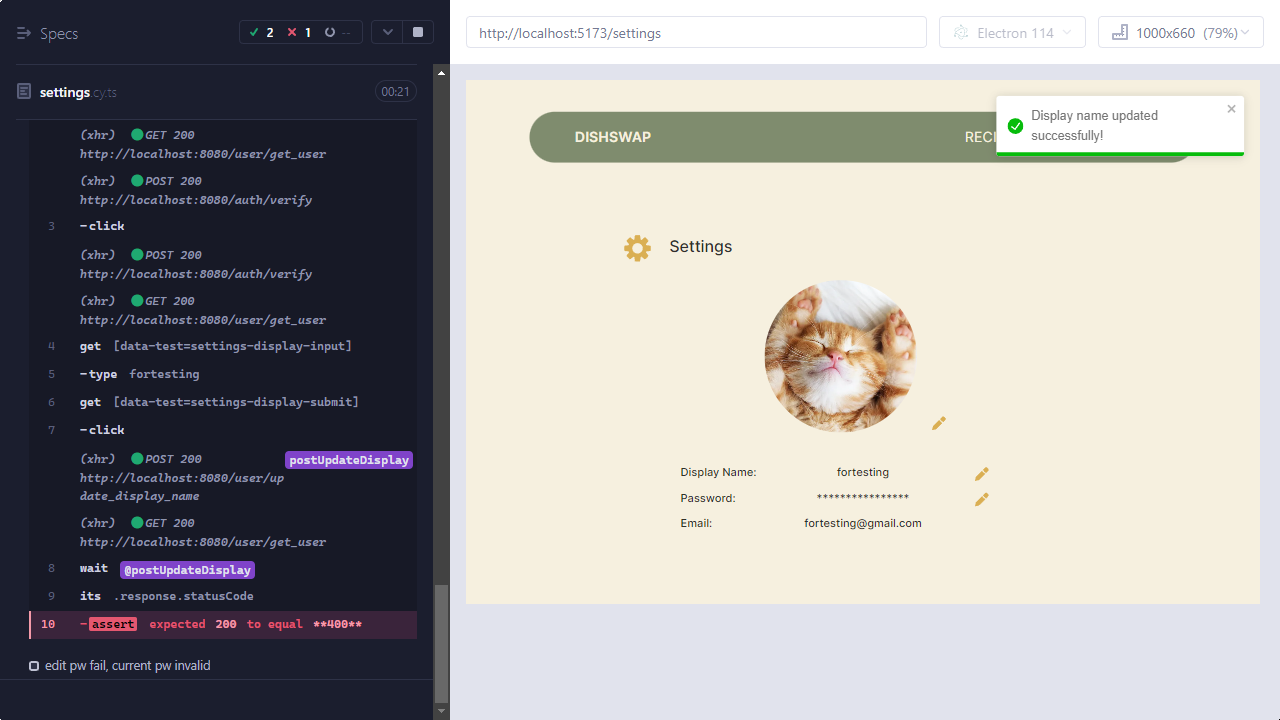 Specs
2
1
--
settings.cy.ts
00:21
(xhr) GET 200
http://localhost:8080/user/get_user
(xhr) POST 200
http://localhost:8080/auth/verify
3 -click
(xhr) POST 200
http://localhost:8080/auth/verify
(xhr) GET 200
http://localhost:8080/user/get_user
4 get [data-test=settings-display-input]
5 -type fortesting
6 get [data-test=settings-display-submit]
7 -click
(xhr) POST 200 postUpdateDisplay
http://localhost:8080/user/up
date_display_name
(xhr) GET 200
http://localhost:8080/user/get_user
8 wait @postUpdateDisplay
9 its .response.statusCode
10 -assert expected 200 to equal **400**
edit pw fail, current pw invalid
http://localhost:5173/settings
Electron 114
1000x660 (79%)
DISHSWAP
RECI
Display name updated
successfully!
Settings
Display Name: fortesting
Password: ****************
Email: fortesting@gmail.com